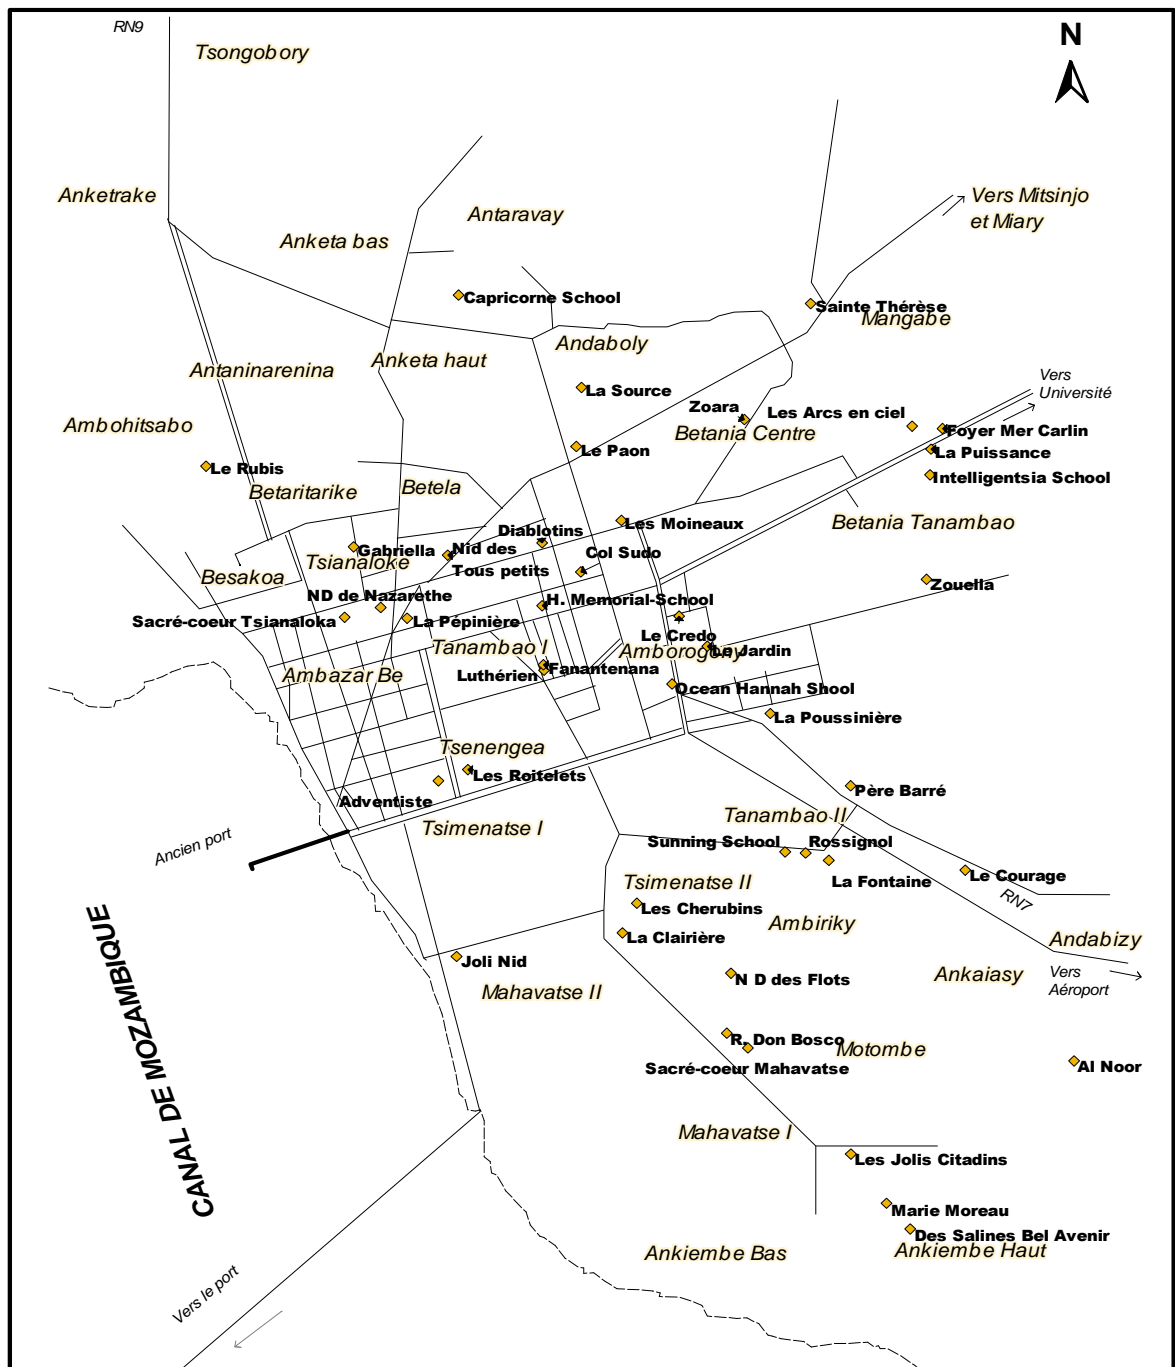 RN9
N
Tsongobory
Anketrake
Vers Mitsinjo
et Miary
Antaravay
Anketa bas
Capricorne School
Sainte Thérèse
Mangabe
Andaboly
Anketa haut
Antaninarenina
Vers
Université
La Source
Zoara
Les Arcs en ciel
Ambohitsabo
Betania Centre
Foyer Mer Carlin
Le Paon
La Puissance
Le Rubis
Intelligentsia School
Betaritarike
Betela
Les Moineaux
Betania Tanambao
Diablotins
Gabriella
Nid des
Tous petits
Col Sudo
Tsianaloke
Besakoa
Zouella
ND de Nazarethe
H. Memorial-School
Sacré-coeur Tsianaloka
La Pépinière
Le Credo
Tanambao I
Amborogony
Le Jardin
Luthérien
Fanantenana
Ambazar Be
Ocean Hannah Shool
La Poussinière
Tsenengea
Les Roitelets
Adventiste
Père Barré
Tanambao II
Tsimenatse I
Ancien port
Sunning School
Rossignol
La Fontaine
Le Courage
Tsimenatse II
RN7
Les Cherubins
Ambiriky
La Clairière
Andabizy
Joli Nid
N D des Flots
Ankaiasy
Vers
Aéroport
Mahavatse II
CANAL DE MOZAMBIQUE
R. Don Bosco
Motombe
Sacré-coeur Mahavatse
Al Noor
Mahavatse I
Les Jolis Citadins
Marie Moreau
Des Salines Bel Avenir
Ankiembe Bas
Ankiembe Haut
Vers le port